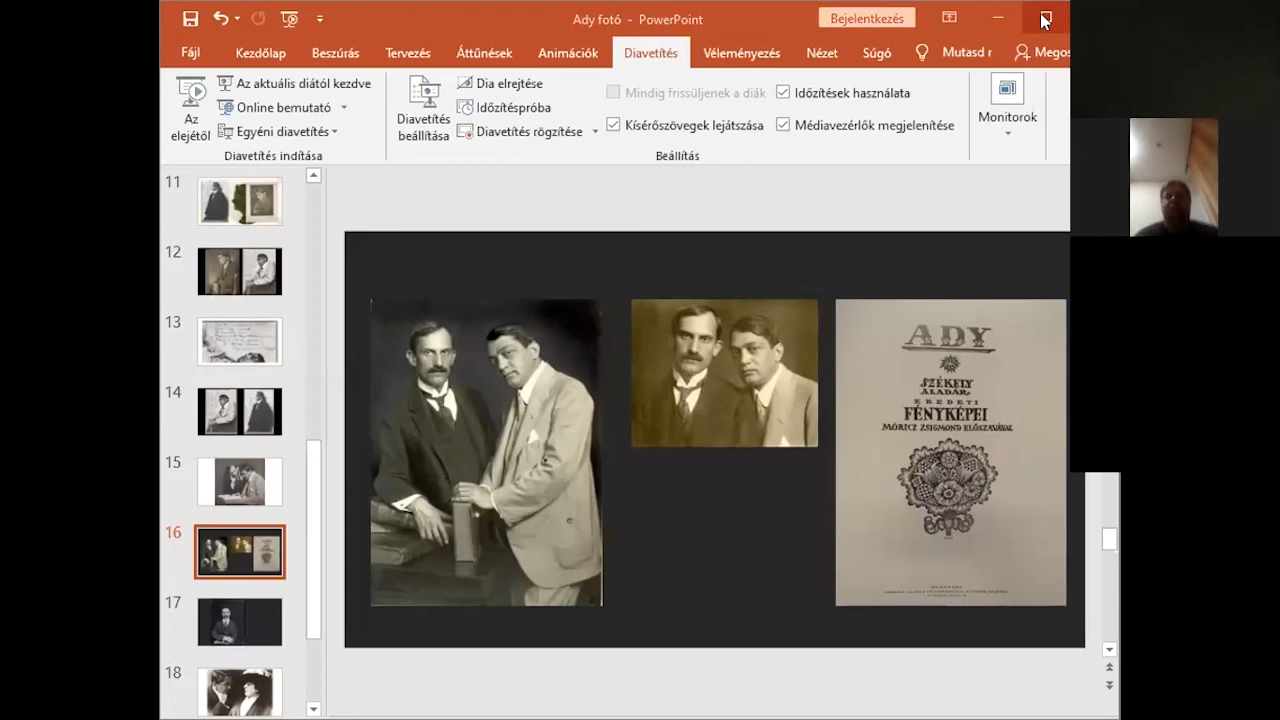 Ady fotó - PowerPoint
Bejelentkezés
Fájl Kezdőlap Beszúrás Tervezés Áttűnések Animációk Diavetítés Véleményezés Nézet Súgó Mutasd r Megos
Az elejétől
Az aktuális diától kezdve
Online bemutató
Egyéni diavetítés
Diavetítés indítása
Diavetítés beállítása
Dia elrejtése
Időzítéspróba
Diavetítés rögzítése
Mindig frissüljenek a diák
Kísérőszövegek lejátszása
Időzítések használata
Médiavezérlők megjelenítése
Beállítás
Monitorok
11
12
13
14
15
16
17
18
ADY
SZÉKELY
ALADÁR
EREDETI
FÉNYKÉPEI
MÓRICZ ZSIGMOND ELŐSZAVÁVAL